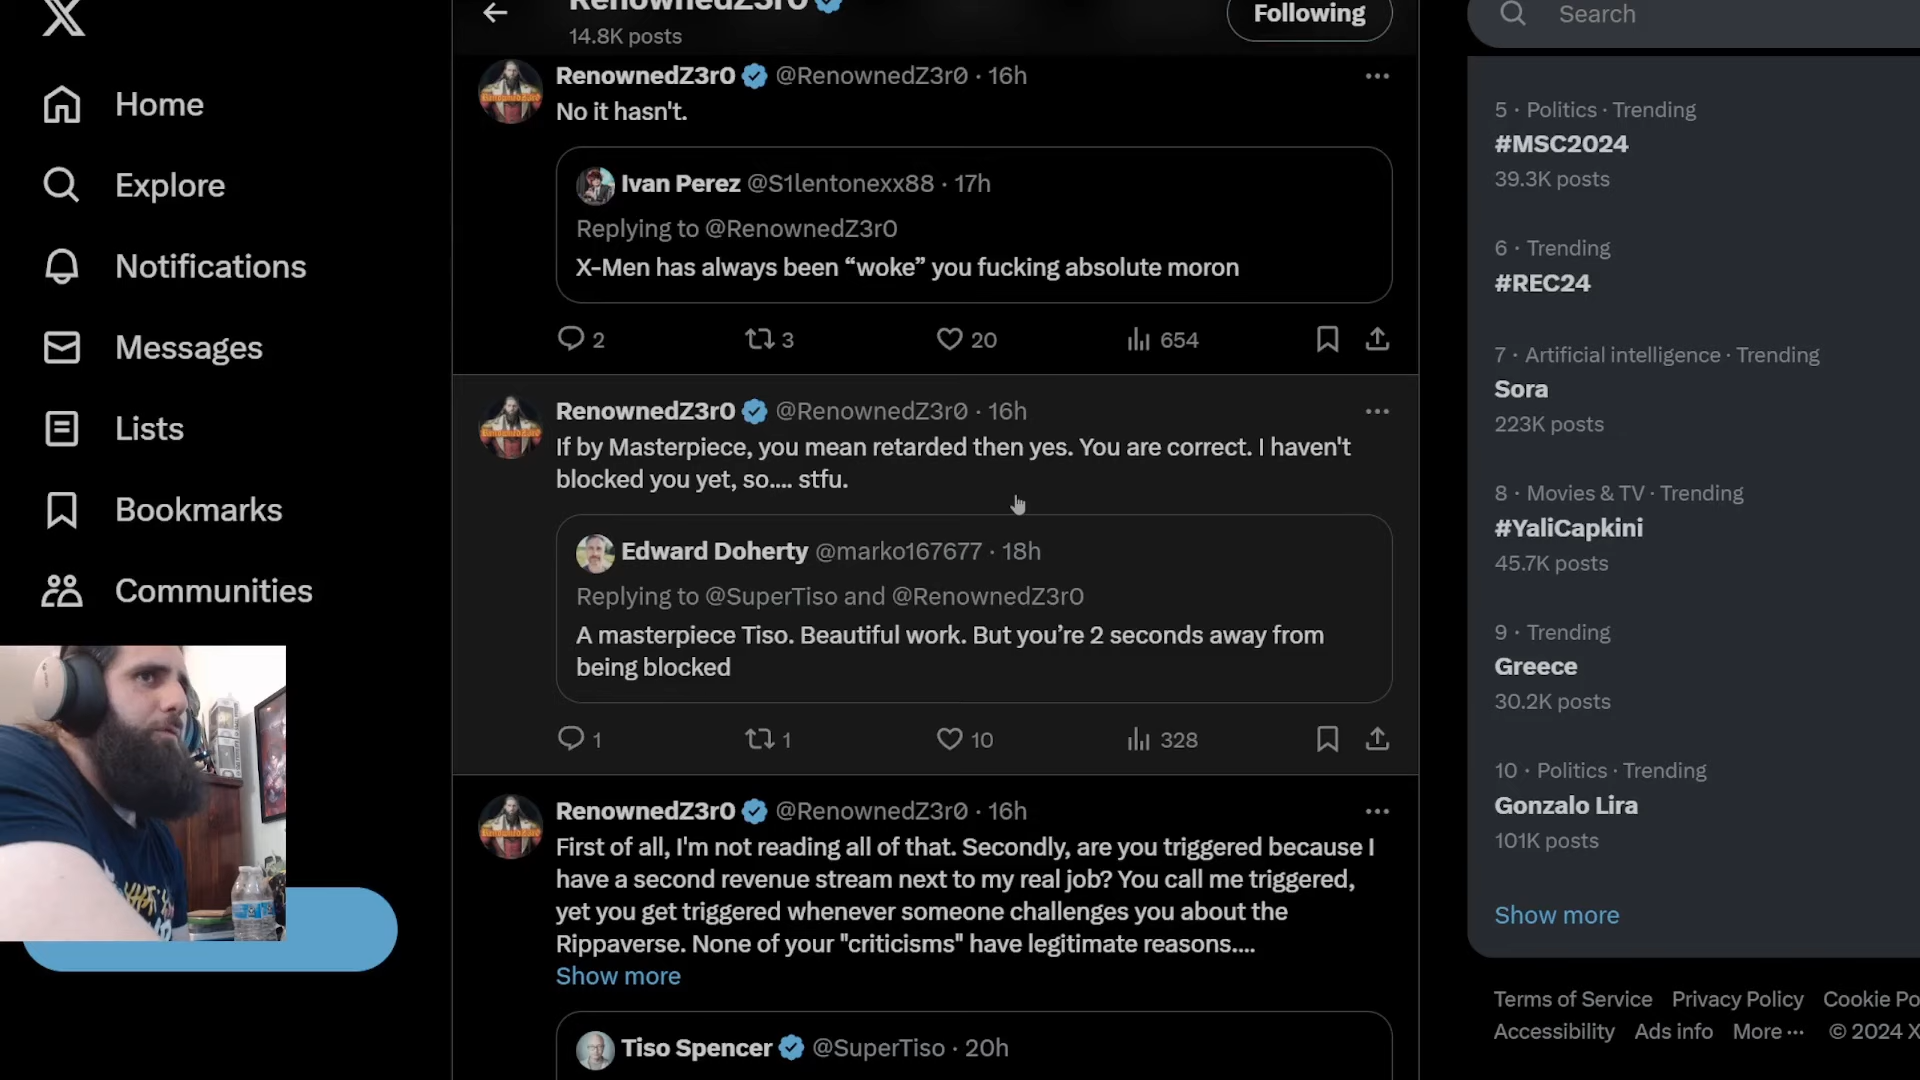 RenownedZ3r0
14.8K posts
Following
Search
Home
Explore
Notifications
Messages
Lists
Bookmarks
Communities
RenownedZ3r0 @RenownedZ3r0 · 16h
No it hasn't.
Ivan Perez @S1lentonexx88 · 17h
Replying to @RenownedZ3r0
X-Men has always been “woke” you fucking absolute moron
2 3 20 654
RenownedZ3r0 @RenownedZ3r0 · 16h
If by Masterpiece, you mean retarded then yes. You are correct. I haven't
blocked you yet, so.... stfu.
Edward Doherty @marko167677 · 18h
Replying to @SuperTiso and @RenownedZ3r0
A masterpiece Tiso. Beautiful work. But you’re 2 seconds away from
being blocked
1 1 10 328
RenownedZ3r0 @RenownedZ3r0 · 16h
First of all, I'm not reading all of that. Secondly, are you triggered because I
have a second revenue stream next to my real job? You call me triggered,
yet you get triggered whenever someone challenges you about the
Rippaverse. None of your "criticisms" have legitimate reasons....
Show more
Tiso Spencer @SuperTiso · 20h
5 · Politics · Trending
#MSC2024
39.3K posts
6 · Trending
#REC24
7 · Artificial intelligence · Trending
Sora
223K posts
8 · Movies & TV · Trending
#YaliCapkini
45.7K posts
9 · Trending
Greece
30.2K posts
10 · Politics · Trending
Gonzalo Lira
101K posts
Show more
Terms of Service Privacy Policy Cookie Po
Accessibility Ads info More ··· © 2024 X